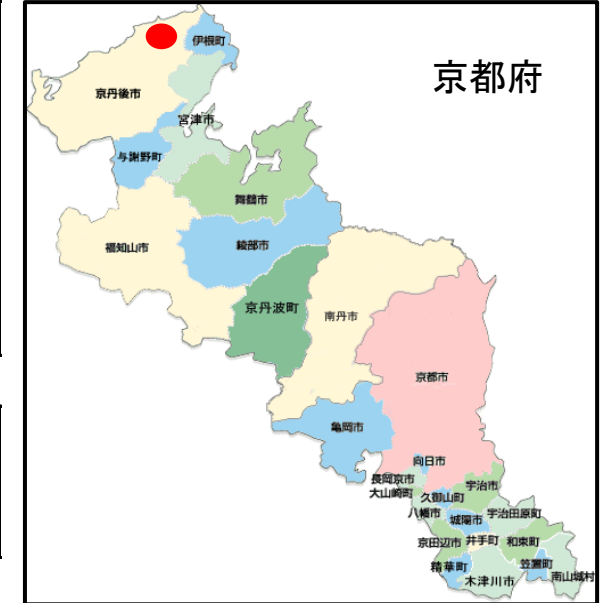 伊根町
京都府
京丹後市
宮津市
与謝野町
舞鶴市
綾部市
福知山市
京丹波町
南丹市
京都市
亀岡市
向日市
長岡京市
大山崎町
宇治市
久御山町
八幡市
宇治田原町
城陽市
京田辺市
井手町
和束町
精華町
笠置町
南山城村
木津川市